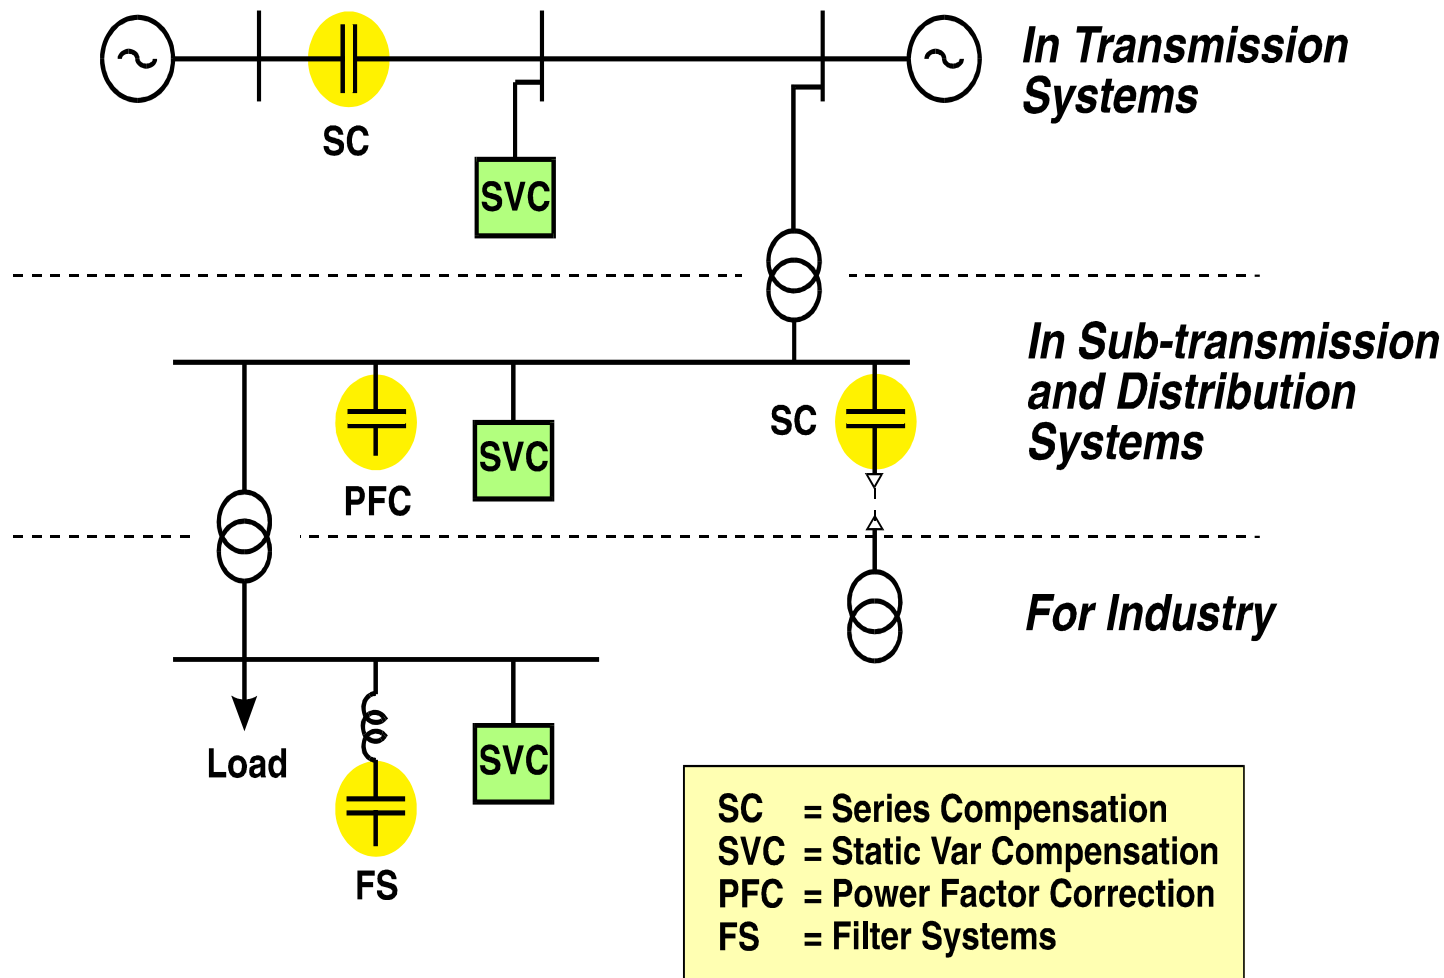 In Transmission
Systems
SC
SVC
In Sub-transmission
and Distribution
Systems
SC
SVC
PFC
For Industry
Load
SVC
FS
SC = Series Compensation
SVC = Static Var Compensation
PFC = Power Factor Correction
FS = Filter Systems